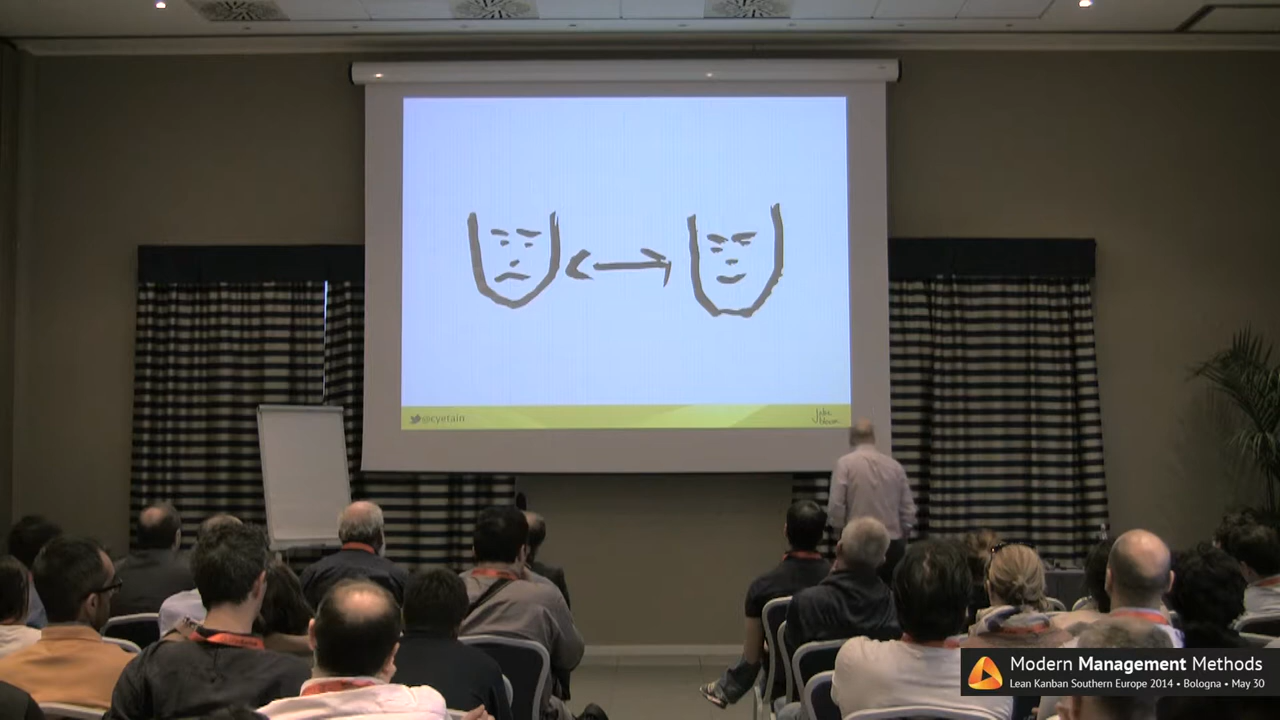 @cyetain
Modern Management Methods
Lean Kanban Southern Europe 2014 • Bologna • May 30